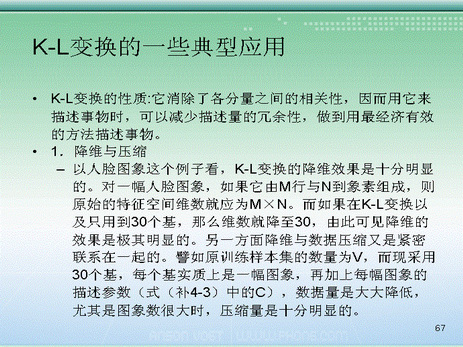 K-L变换的一些典型应用
• K-L变换的性质:它消除了各分量之间的相关性，因而用它来
描述事物时，可以减少描述量的冗余性，做到用最经济有效
的方法描述事物。
• 1．降维与压缩
– 以人脸图象这个例子看，K-L变换的降维效果是十分明显
的。对一幅人脸图象，如果它由M行与N到象素组成，则
原始的特征空间维数就应为M×N。而如果在K-L变换以
及只用到30个基，那么维数就降至30，由此可见降维的
效果是极其明显的。另一方面降维与数据压缩又是紧密
联系在一起的。譬如原训练样本集的数量为V，而现采用
30个基，每个基实质上是一幅图象，再加上每幅图象的
描述参数（式（补4-3）中的C），数据量是大大降低，
尤其是图象数很大时，压缩量是十分明显的。
67